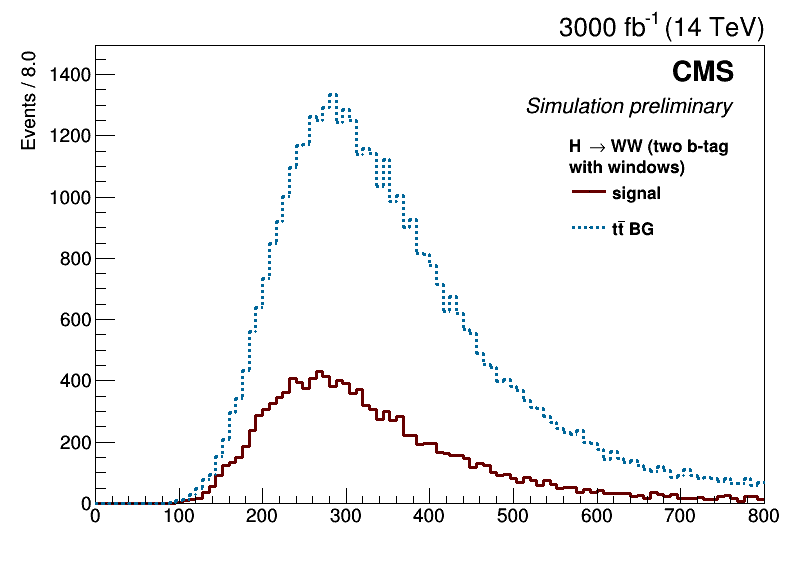 3000 fb⁻¹ (14 TeV)
Events / 8.0
CMS
Simulation preliminary
H → WW (two b-tag
with windows)
signal
tt̄ BG
1400
1200
1000
800
600
400
200
0
0 100 200 300 400 500 600 700 800